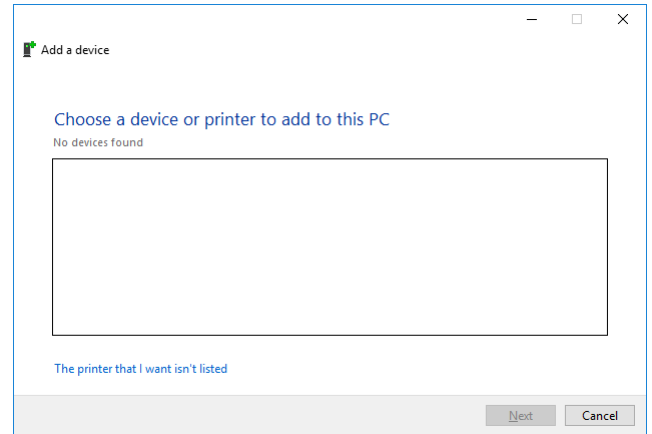 Add a device
Choose a device or printer to add to this PC
No devices found
The printer that I want isn't listed
Next Cancel